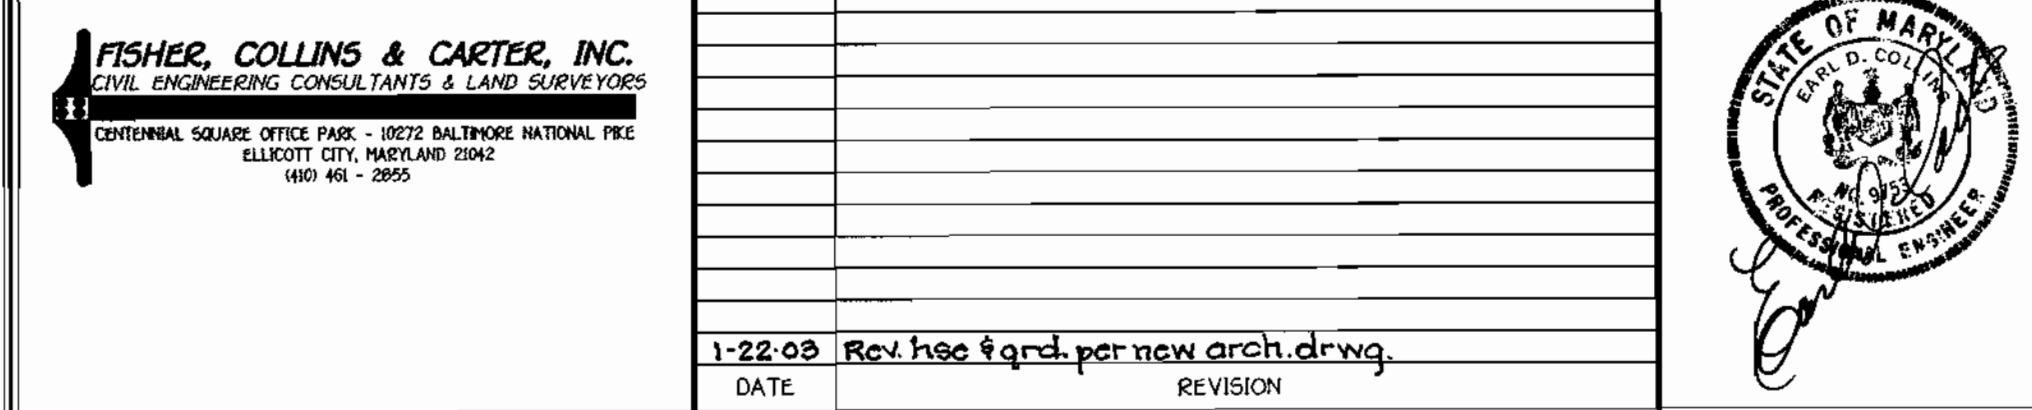 FISHER, COLLINS & CARTER, INC.
CIVIL ENGINEERING CONSULTANTS & LAND SURVEYORS
CENTENNIAL SQUARE OFFICE PARK - 10272 BALTIMORE NATIONAL PIKE
ELLICOTT CITY, MARYLAND 21042
(410) 461 - 2855
1-22-03 Rev. hse & grd. per new arch. drwg.
DATE REVISION
STATE OF MARYLAND
EARL D. COLLINS
NO. 9753
REGISTERED
PROFESSIONAL ENGINEER